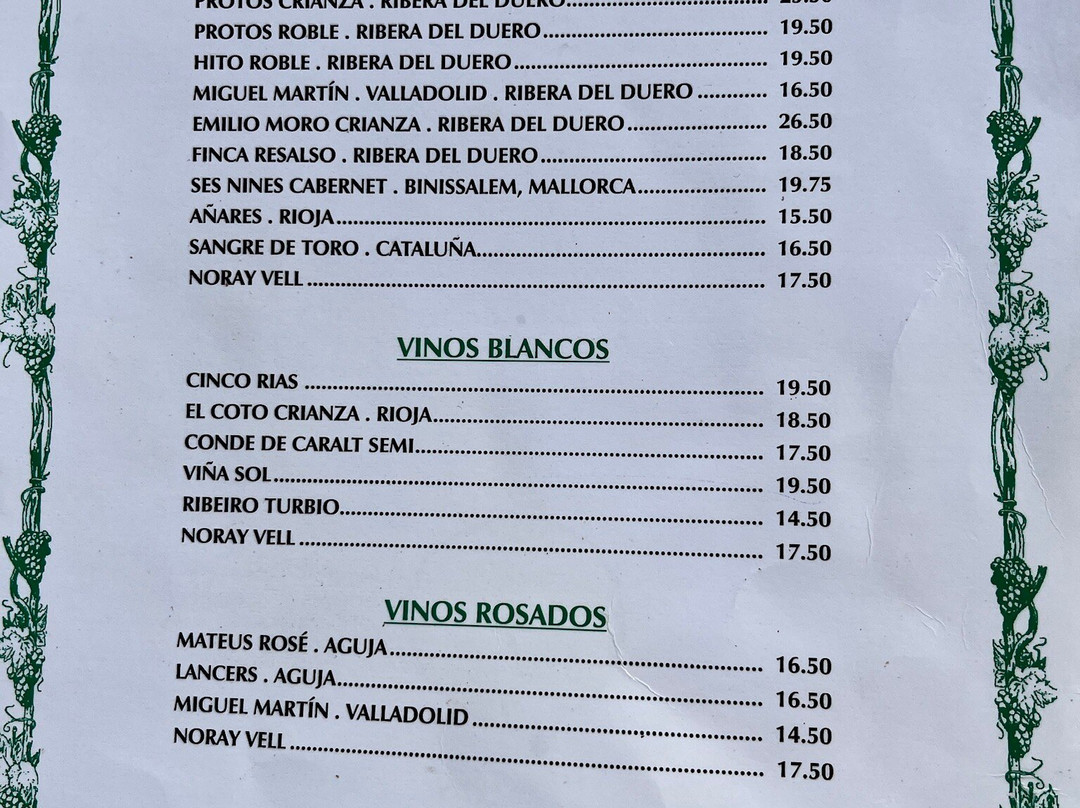 PROTOS CRIANZA . RIBERA DEL DUERO
PROTOS ROBLE . RIBERA DEL DUERO 19.50
HITO ROBLE . RIBERA DEL DUERO 19.50
MIGUEL MARTÍN . VALLADOLID . RIBERA DEL DUERO 16.50
EMILIO MORO CRIANZA . RIBERA DEL DUERO 26.50
FINCA RESALSO . RIBERA DEL DUERO 18.50
SES NINES CABERNET . BINISSALEM, MALLORCA 19.75
AÑARES . RIOJA 15.50
SANGRE DE TORO . CATALUÑA 16.50
NORAY VELL 17.50
VINOS BLANCOS
CINCO RIAS 19.50
EL COTO CRIANZA . RIOJA 18.50
CONDE DE CARALT SEMI 17.50
VIÑA SOL 19.50
RIBEIRO TURBIO 14.50
NORAY VELL 17.50
VINOS ROSADOS
MATEUS ROSÉ . AGUJA 16.50
LANCERS . AGUJA 16.50
MIGUEL MARTÍN . VALLADOLID 14.50
NORAY VELL 17.50